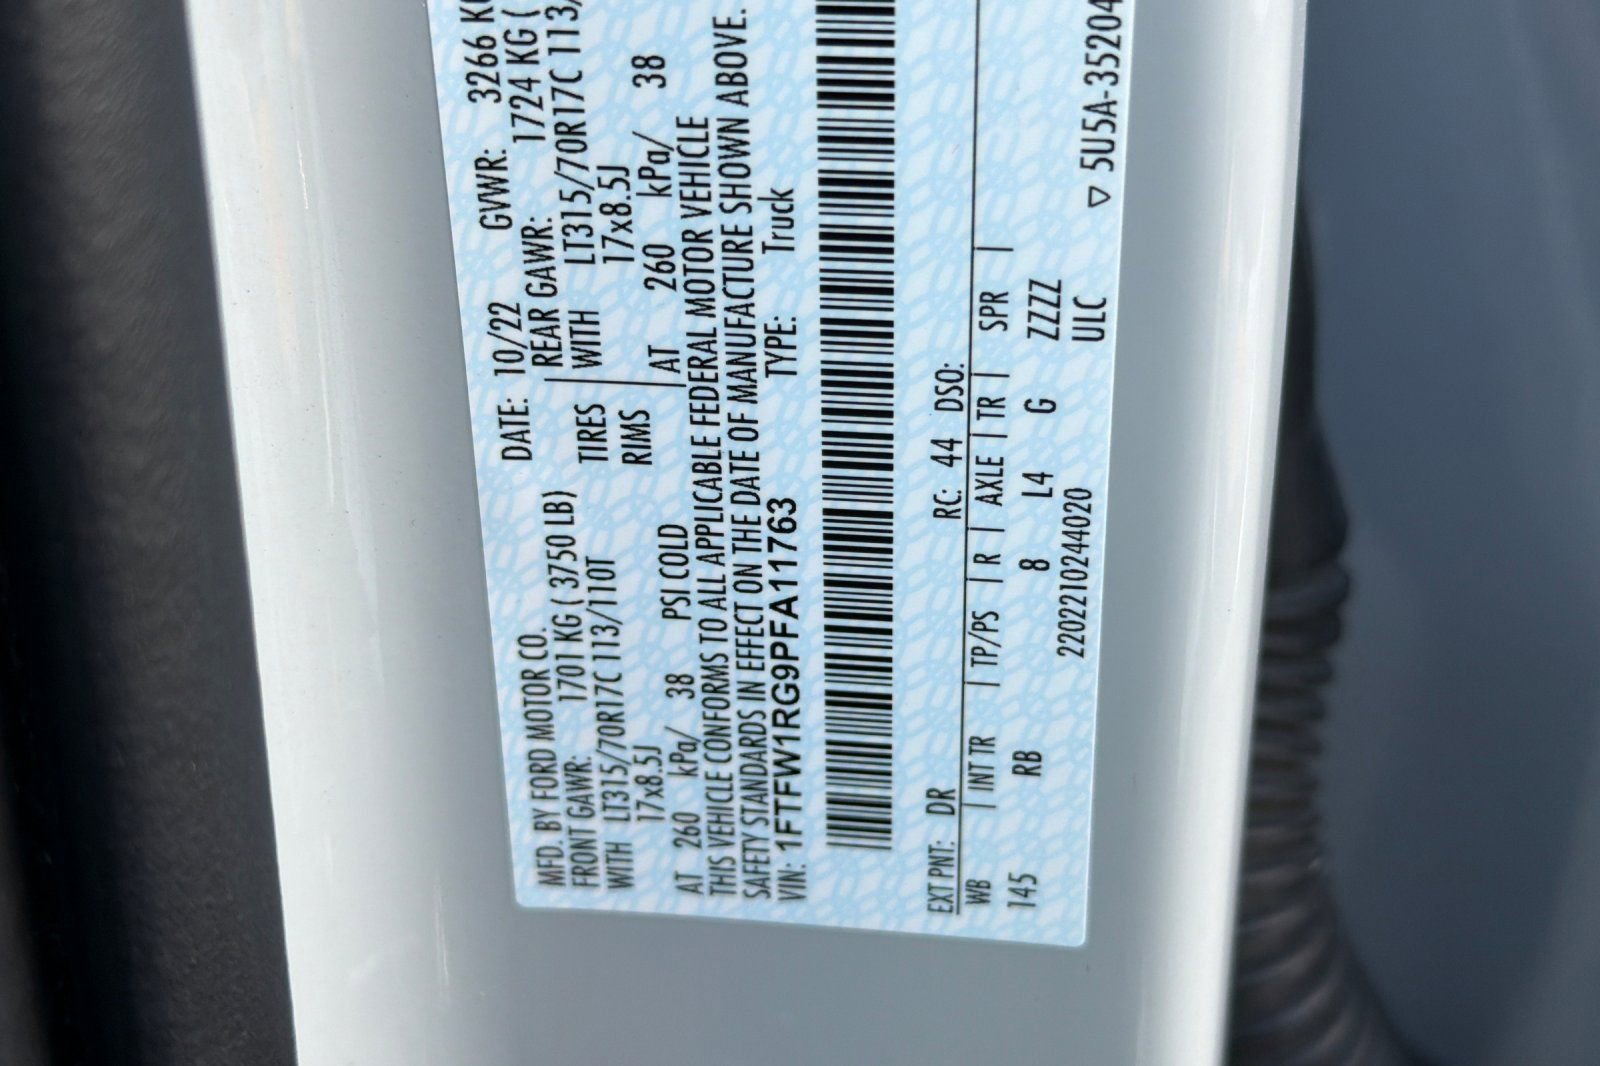 MFD. BY FORD MOTOR CO. DATE: 10/22 GVWR: 3266 KG
FRONT GAWR: 1701 KG ( 3750 LB) REAR GAWR: 1724 KG (
WITH LT315/70R17C 113/110T TIRES WITH LT315/70R17C 113/
17x8.5J RIMS 17x8.5J
AT 260 kPa/ 38 PSI COLD AT 260 kPa/ 38
THIS VEHICLE CONFORMS TO ALL APPLICABLE FEDERAL MOTOR VEHICLE
SAFETY STANDARDS IN EFFECT ON THE DATE OF MANUFACTURE SHOWN ABOVE.
VIN: 1FTFW1RG9PFA11763 TYPE: Truck
EXT PNT: DR RC: 44 DSO:
WB | INT TR | TP/PS | R | AXLE | TR | SPR |
145 RB 8 L4 G ZZZZ
2202210244020 ULC ▽ 5U5A-35204